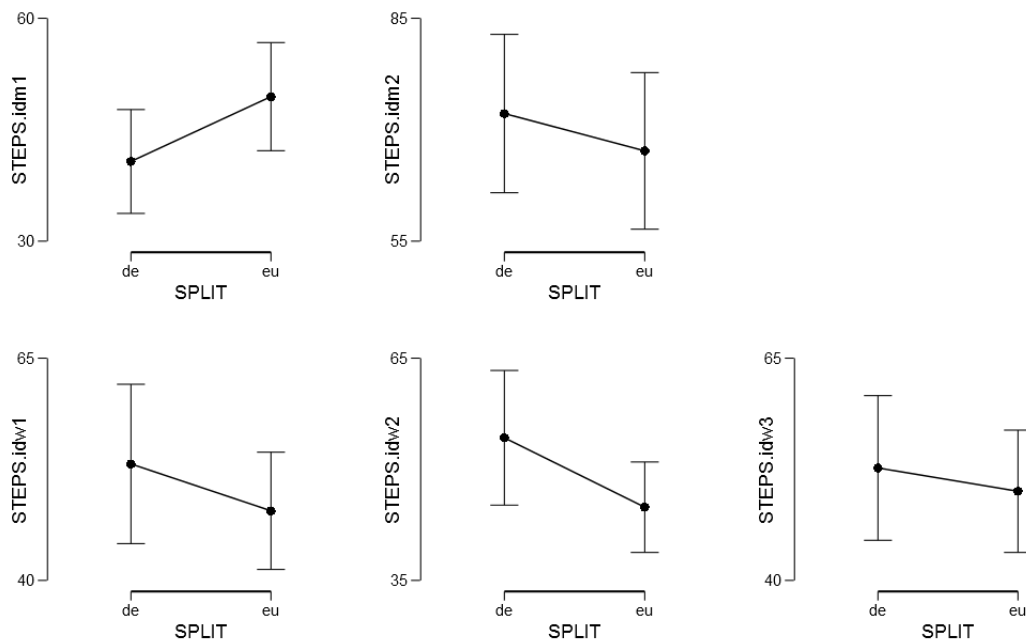 60
STEPS.idm1
30
de eu
SPLIT
85
STEPS.idm2
55
de eu
SPLIT
65
STEPS.idw1
40
de eu
SPLIT
65
STEPS.idw2
35
de eu
SPLIT
65
STEPS.idw3
40
de eu
SPLIT